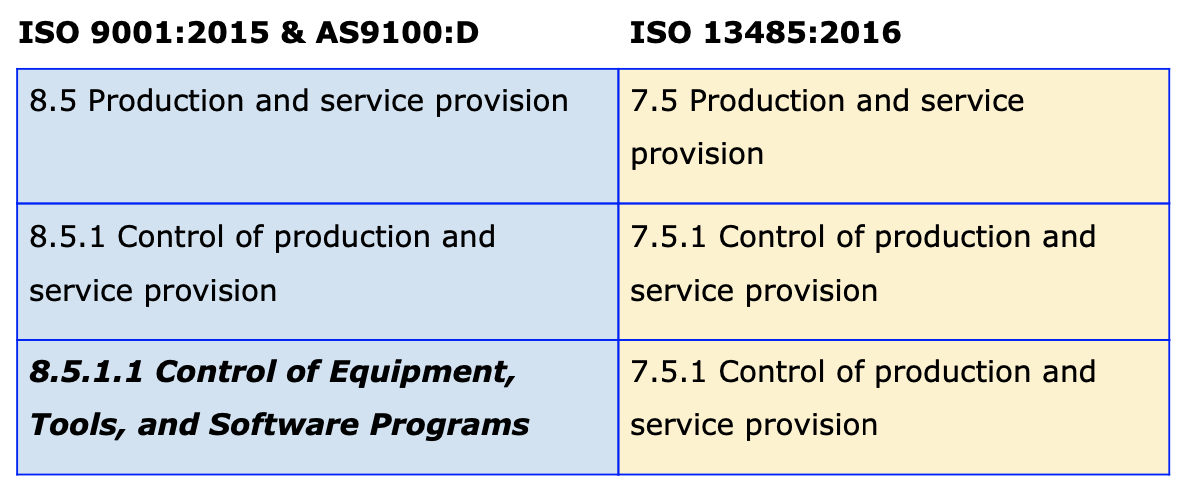 ISO 9001:2015 & AS9100:D
ISO 13485:2016
8.5 Production and service provision
7.5 Production and service
provision
8.5.1 Control of production and
service provision
7.5.1 Control of production and
service provision
8.5.1.1 Control of Equipment,
Tools, and Software Programs
7.5.1 Control of production and
service provision